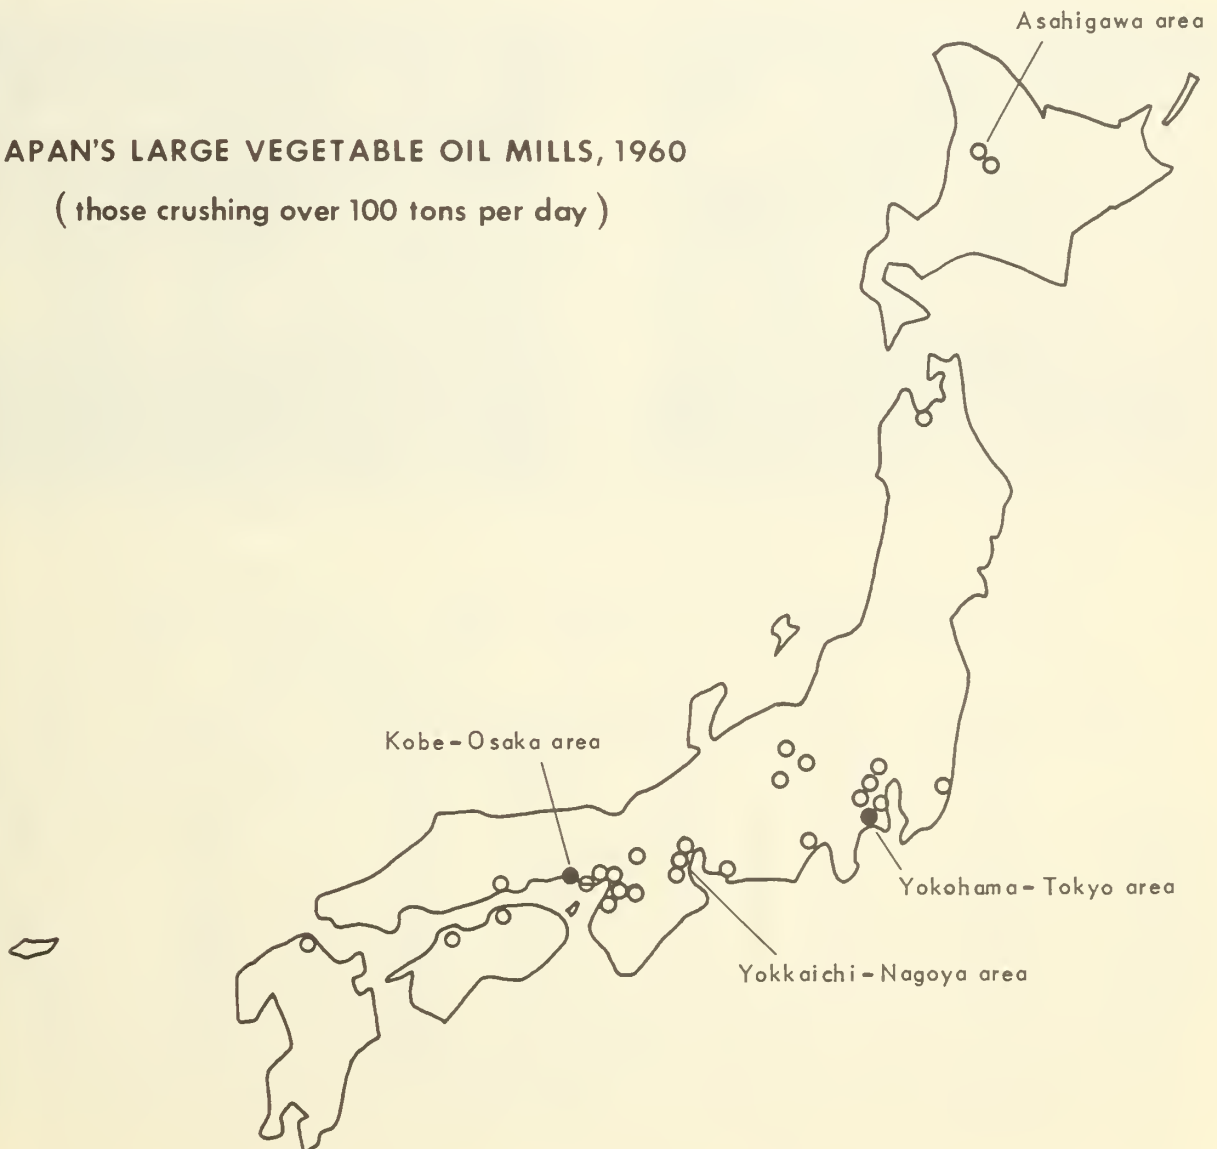 APAN'S LARGE VEGETABLE OIL MILLS, 1960
(those crushing over 100 tons per day)
Asahigawa area
Kobe-Osaka area
Yokohama-Tokyo area
Yokkaichi-Nagoya area